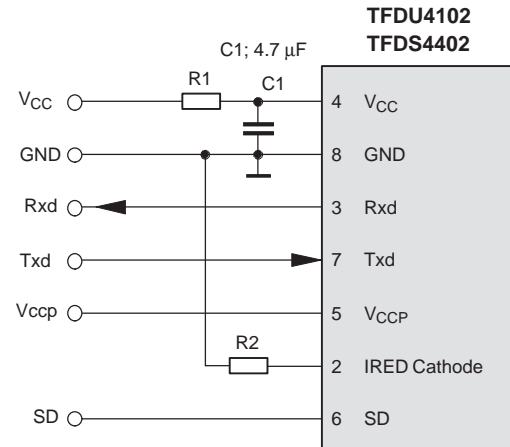 TFDU4102
TFDS4402
C1; 4.7 μF
R1
C1
VCC
4 VCC
GND
8 GND
Rxd
3 Rxd
Txd
7 Txd
Vccp
5 VCCP
R2
2 IRED Cathode
SD
6 SD